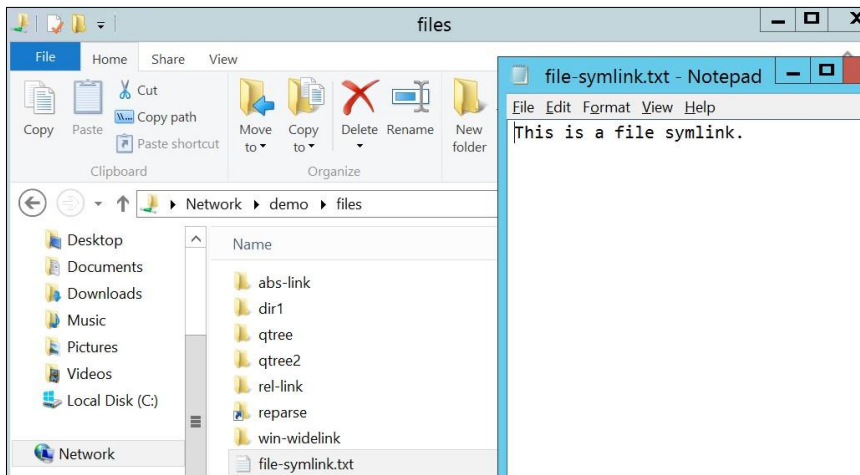 files
File Home Share View
Copy
Paste
Cut
Copy path
Paste shortcut
Clipboard
Move to
Copy to
Delete
Rename
Organize
New folder
Network demo files
Desktop
Documents
Downloads
Music
Pictures
Videos
Local Disk (C:)
Network
Name
abs-link
dir1
qtree
qtree2
rel-link
reparse
win-widelink
file-symlink.txt
file-symlink.txt - Notepad
File Edit Format View Help
This is a file symlink.